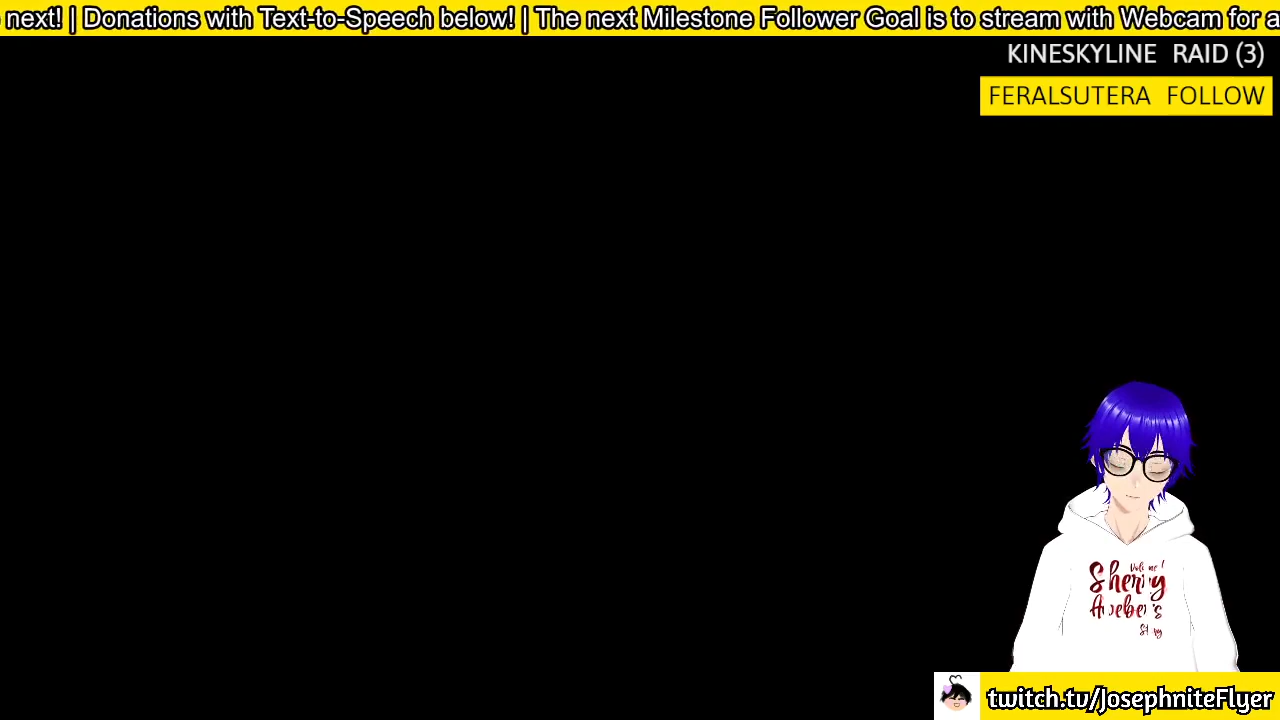 next! | Donations with Text-to-Speech below! | The next Milestone Follower Goal is to stream with Webcam for a
KINESKYLINE RAID (3)
FERALSUTERA FOLLOW
Sherry
twitch.tv/JosephniteFlyer